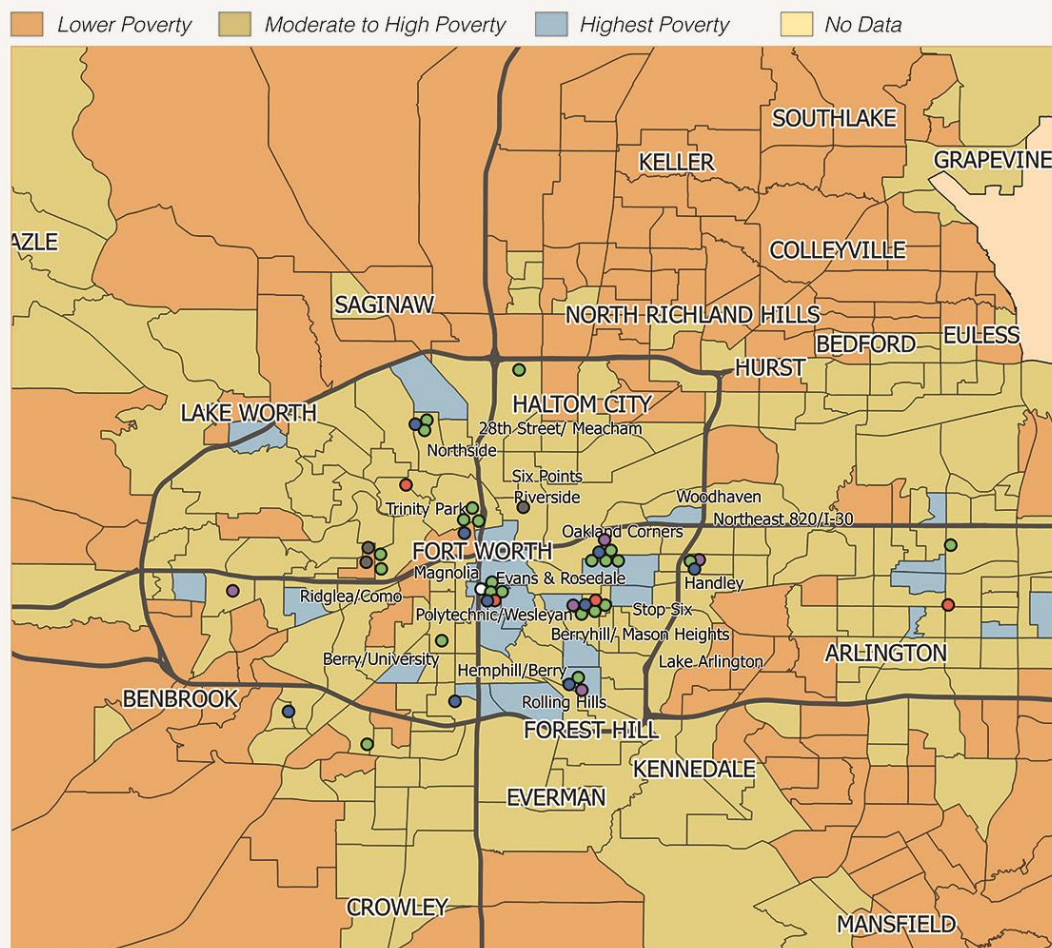 Lower Poverty
Moderate to High Poverty
Highest Poverty
No Data
SOUTHLAKE
KELLER
GRAPEVINE
AZLE
COLLEYVILLE
SAGINAW
NORTH RICHLAND HILLS
EULESS
BEDFORD
HURST
LAKE WORTH
HALTOM CITY
28th Street/ Meacham
Northside
Six Points
Riverside
Woodhaven
Trinity Park
Northeast 820/I-30
Oakland Corners
FORT WORTH
Magnolia
Evans & Rosedale
Handley
Ridglea/Como
Polytechnic/Wesleyan
Stop Six
Berryhill/ Mason Heights
ARLINGTON
Berry/University
Lake Arlington
Hemphill/Berry
BENBROOK
Rolling Hills
FOREST HILL
KENNEDALE
EVERMAN
CROWLEY
MANSFIELD